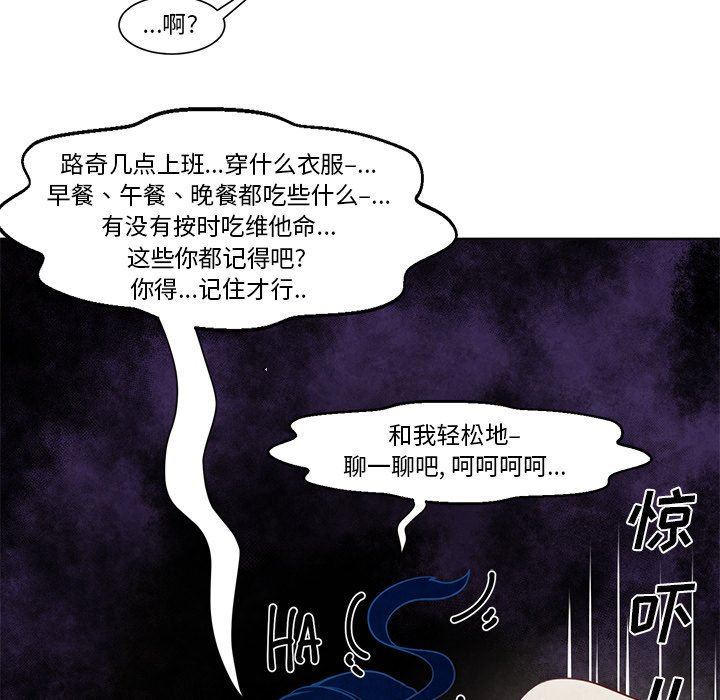 ...啊?
路奇几点上班...穿什么衣服–...
早餐、午餐、晚餐都吃些什么–...
有没有按时吃维他命...
这些你都记得吧?
你得...记住才行..
和我轻松地–
聊一聊吧, 呵呵呵呵...
惊吓!!
HA